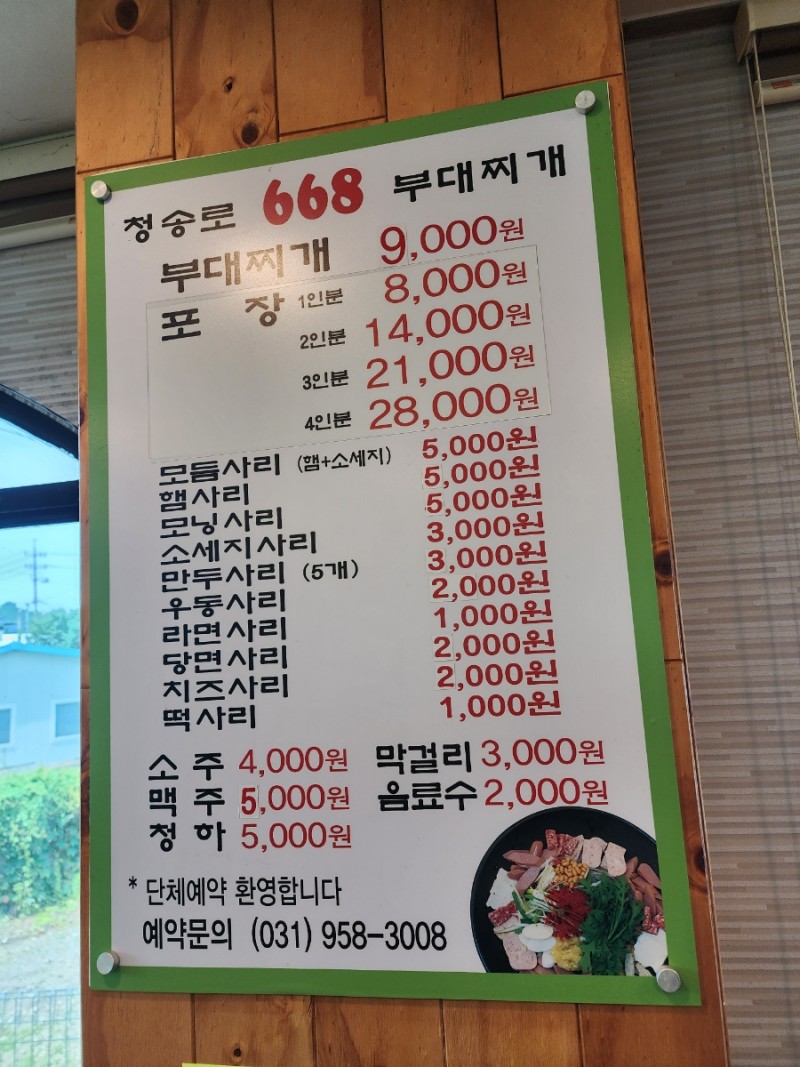 청송로 668 부대찌개
부대찌개 9,000원
포 장 1인분 8,000원
2인분 14,000원
3인분 21,000원
4인분 28,000원
모듬사리 (햄+소세지) 5,000원
햄사리 5,000원
모닝사리 5,000원
소세지사리 3,000원
만두사리 (5개) 3,000원
우동사리 2,000원
라면사리 1,000원
당면사리 2,000원
치즈사리 2,000원
떡사리 1,000원
소 주 4,000원 막걸리 3,000원
맥 주 5,000원 음료수 2,000원
청 하 5,000원
* 단체예약 환영합니다
예약문의 (031) 958-3008